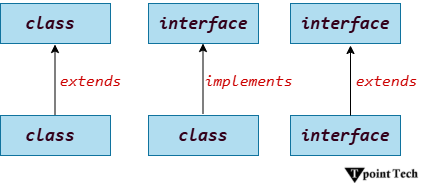 class interface interface
extends implements extends
class class interface
Tpoint Tech